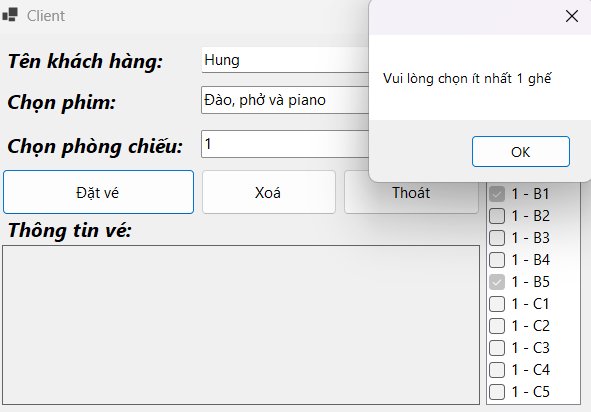 Client
Tên khách hàng: Hung
Chọn phim: Đào, phở và piano
Chọn phòng chiếu: 1
Vui lòng chọn ít nhất 1 ghế
OK
Đặt vé Xoá Thoát
Thông tin vé:
1 - B1
1 - B2
1 - B3
1 - B4
1 - B5
1 - C1
1 - C2
1 - C3
1 - C4
1 - C5